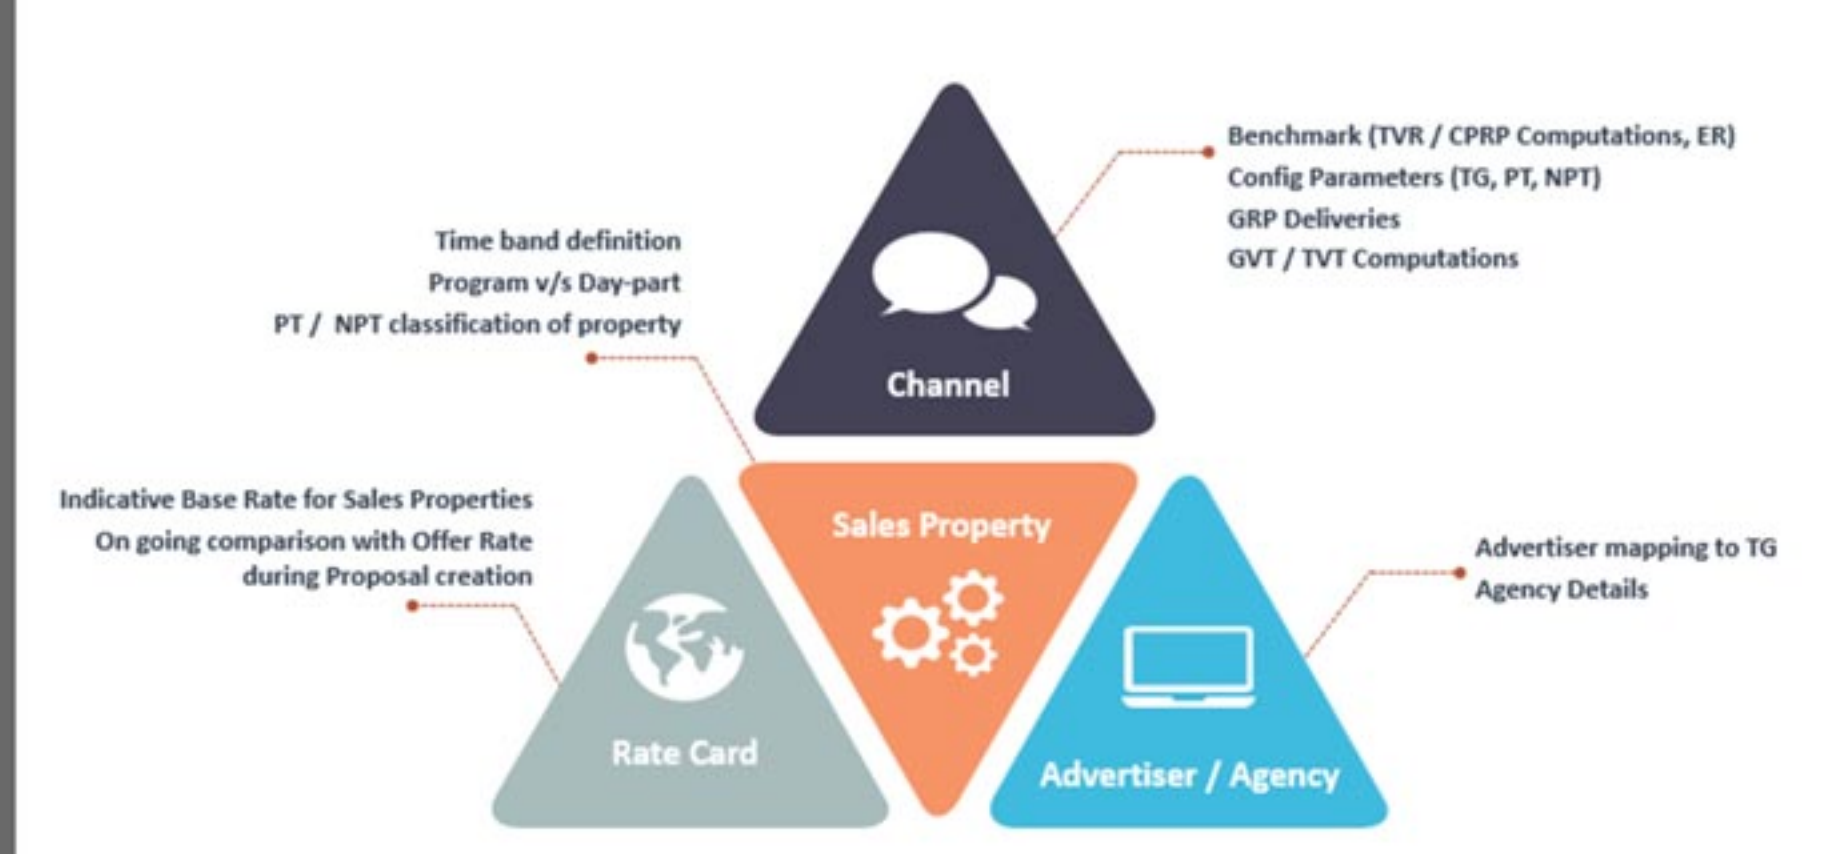 Benchmark (TVR / CPRP Computations, ER)
Config Parameters (TG, PT, NPT)
GRP Deliveries
GVT / TVT Computations
Channel
Time band definition
Program v/s Day-part
PT / NPT classification of property
Sales Property
Indicative Base Rate for Sales Properties
On going comparison with Offer Rate
during Proposal creation
Rate Card
Advertiser mapping to TG
Agency Details
Advertiser / Agency